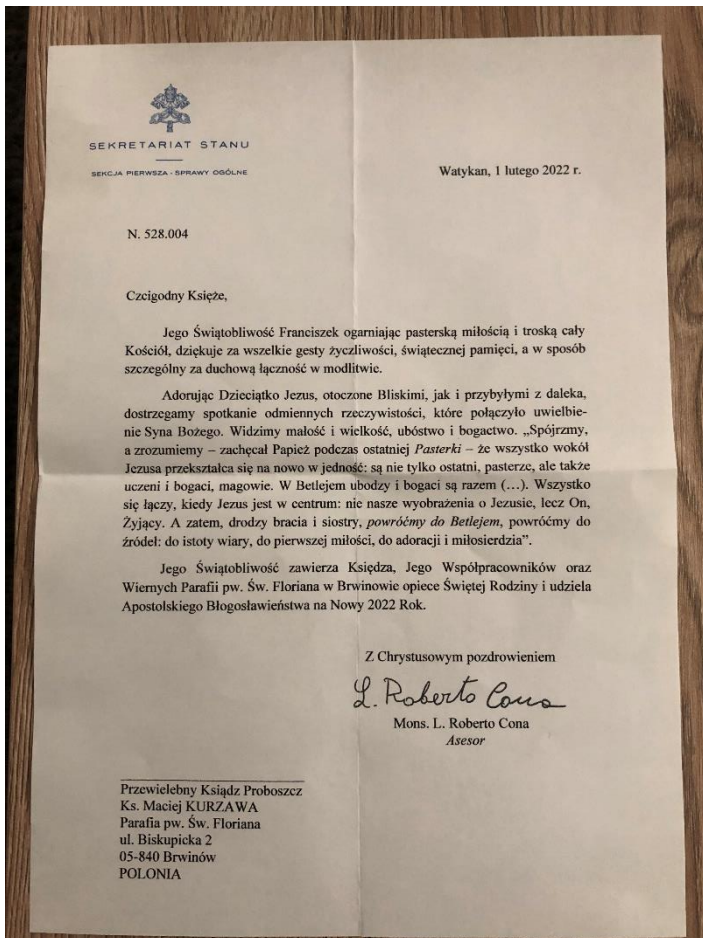 SEKRETARIAT STANU
SEKCJA PIERWSZA - SPRAWY OGÓLNE
Watykan, 1 lutego 2022 r.
N. 528.004
Czcigodny Księże,
Jego Świątobliwość Franciszek ogarniając pasterską miłością i troską cały
Kościół, dziękuje za wszelkie gesty życzliwości, świątecznej pamięci, a w sposób
szczególny za duchową łączność w modlitwie.
Adorując Dzieciątko Jezus, otoczone Bliskimi, jak i przybyłymi z daleka,
dostrzegamy spotkanie odmiennych rzeczywistości, które połączyło uwielbie-
nie Syna Bożego. Widzimy małość i wielkość, ubóstwo i bogactwo. „Spójrzmy,
a zrozumiemy – zachęcał Papież podczas ostatniej Pasterki – że wszystko wokół
Jezusa przekształca się na nowo w jedność: są nie tylko ostatni, pasterze, ale także
uczeni i bogaci, magowie. W Betlejem ubodzy i bogaci są razem (…). Wszystko
się łączy, kiedy Jezus jest w centrum: nie nasze wyobrażenia o Jezusie, lecz On,
Żyjący. A zatem, drodzy bracia i siostry, powróćmy do Betlejem, powróćmy do
źródeł: do istoty wiary, do pierwszej miłości, do adoracji i miłosierdzia”.
Jego Świątobliwość zawierza Księdza, Jego Współpracowników oraz
Wiernych Parafii pw. Św. Floriana w Brwinowie opiece Świętej Rodziny i udziela
Apostolskiego Błogosławieństwa na Nowy 2022 Rok.
Z Chrystusowym pozdrowieniem
L. Roberto Cona
Mons. L. Roberto Cona
Asesor
Przewielebny Ksiądz Proboszcz
Ks. Maciej KURZAWA
Parafia pw. Św. Floriana
ul. Biskupicka 2
05-840 Brwinów
POLONIA